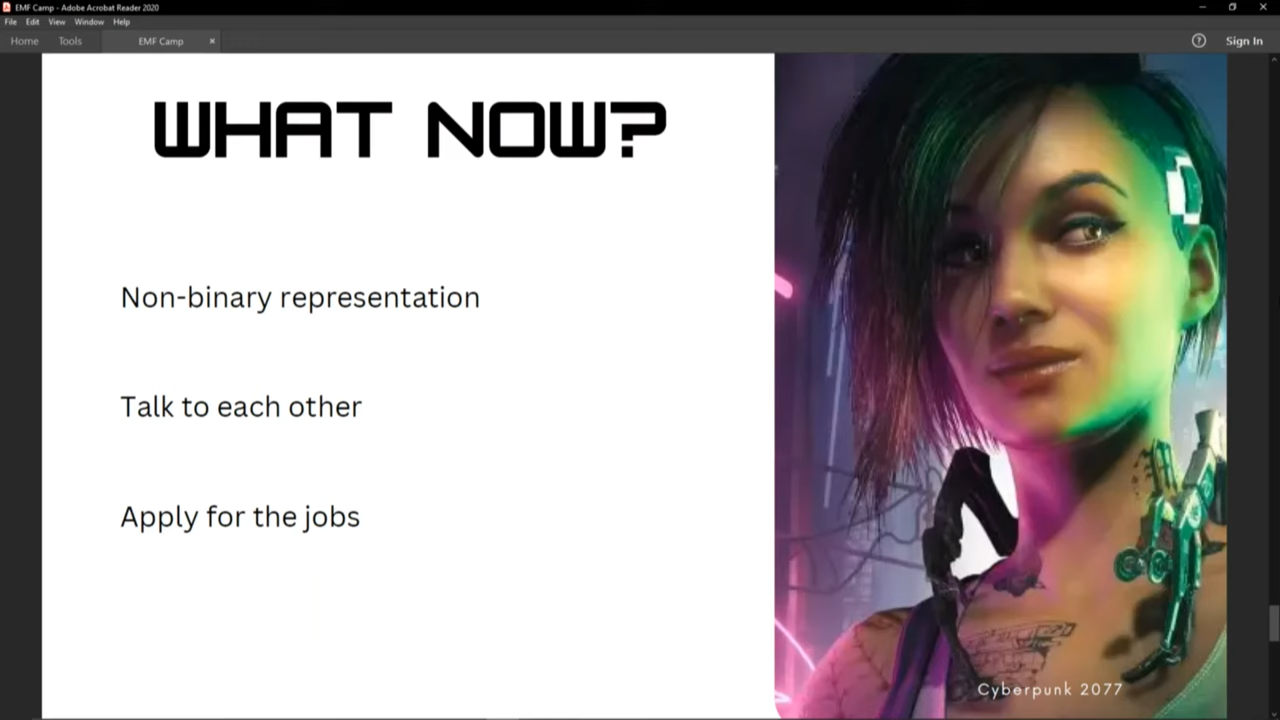 EMF Camp - Adobe Acrobat Reader 2020
File Edit View Window Help
Home Tools EMF Camp × ? Sign In
WHAT NOW?
Non-binary representation
Talk to each other
Apply for the jobs
Cyberpunk 2077